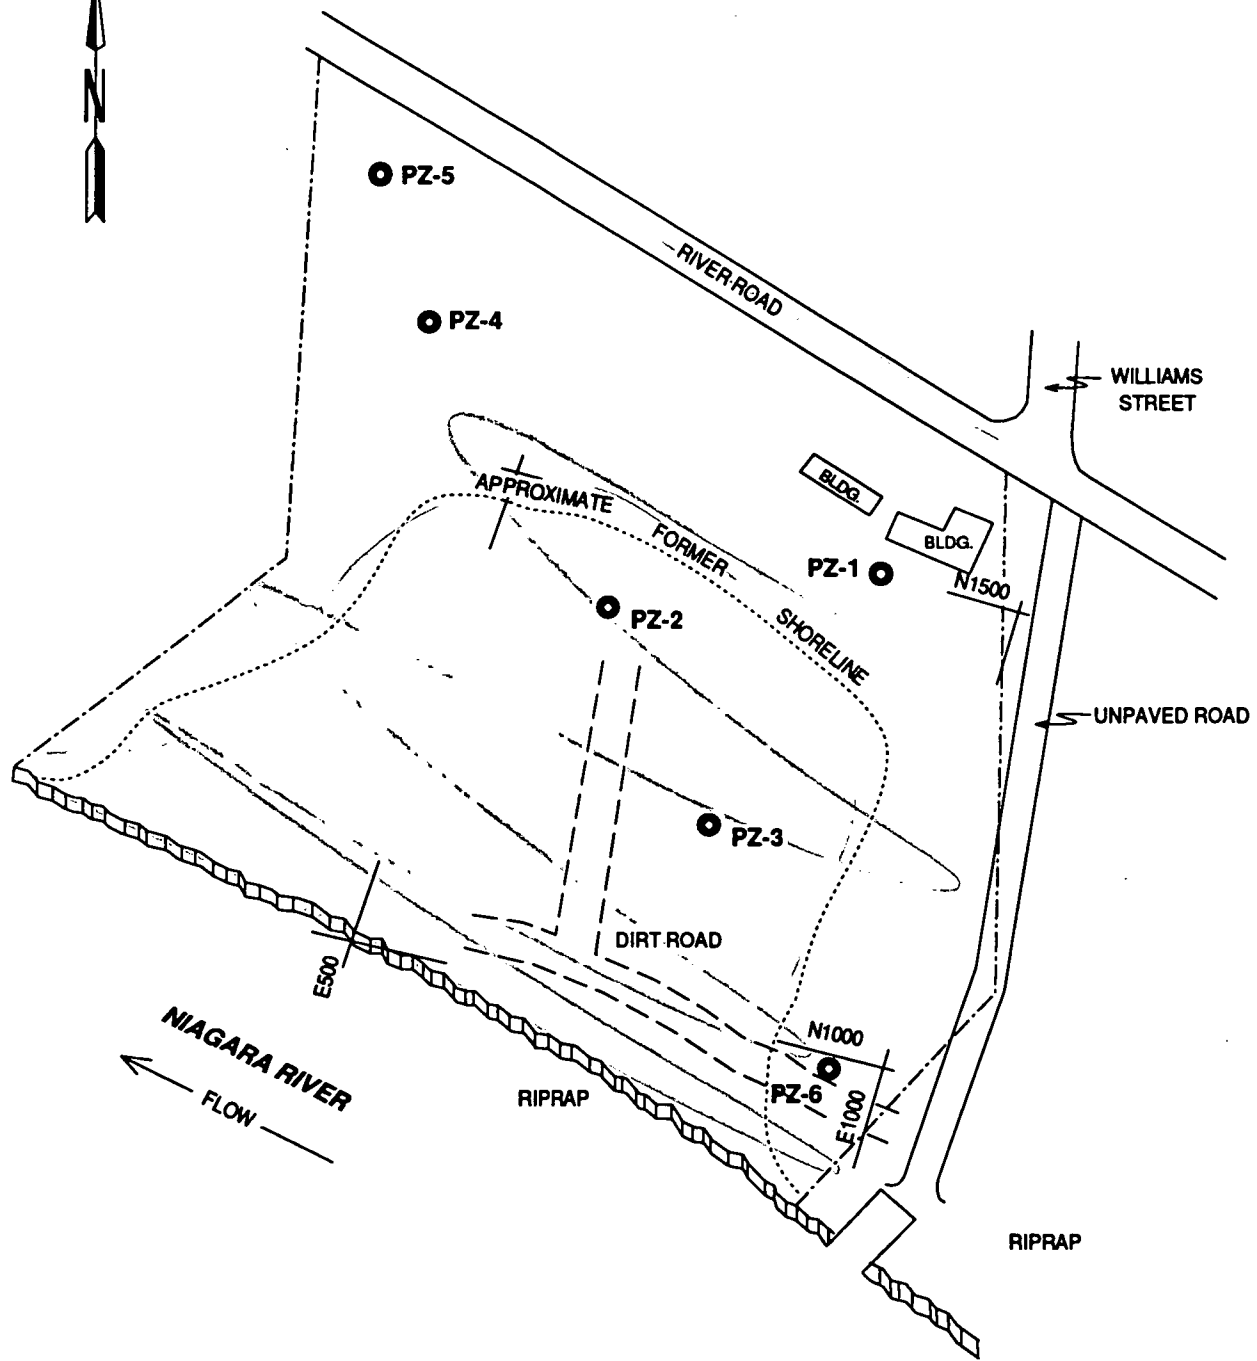 N
PZ-5
RIVER ROAD
PZ-4
WILLIAMS
STREET
BLDG.
APPROXIMATE
FORMER
SHORELINE
BLDG.
PZ-1
N1500
PZ-2
UNPAVED ROAD
PZ-3
DIRT ROAD
E500
N1000
NIAGARA RIVER
FLOW
RIPRAP
PZ-6
E1000
RIPRAP